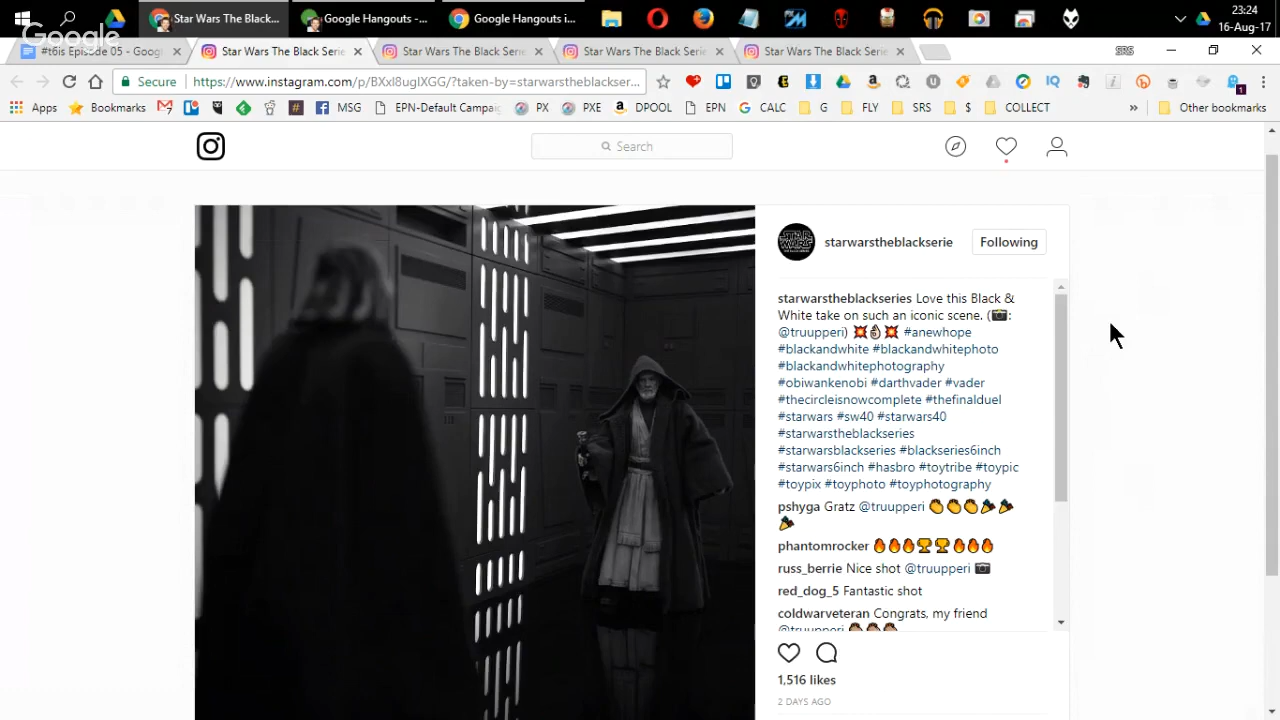 Star Wars The Black...
Google Hangouts -...
Google Hangouts i...
23:24
16-Aug-17
Google
#t6is Episode 05 - Googl
Star Wars The Black Serie
Star Wars The Black Serie
Star Wars The Black Serie
Star Wars The Black Serie
SRS
Secure
https://www.instagram.com/p/BXxl8uglXGG/?taken-by=starwarstheblackser...
Apps
Bookmarks
MSG
EPN-Default Campai
PX
PXE
DPOOL
EPN
CALC
G
FLY
SRS
$
COLLECT
»
Other bookmarks
Search
starwarstheblackserie
Following
starwarstheblackseries Love this Black &
White take on such an iconic scene. (📷:
@truupperi) 💥👌💥 #anewhope
#blackandwhite #blackandwhitephoto
#blackandwhitephotography
#obiwankenobi #darthvader #vader
#thecircleisnowcomplete #thefinalduel
#starwars #sw40 #starwars40
#starwarstheblackseries
#starwarsblackseries #blackseries6inch
#starwars6inch #hasbro #toytribe #toypic
#toypix #toyphoto #toyphotography
pshyga Gratz @truupperi 👏👏👏🎉🎉
🎉
phantomrocker 🔥🔥🔥🏆🏆🔥🔥🔥
russ_berrie Nice shot @truupperi 📷
red_dog_5 Fantastic shot
coldwarveteran Congrats, my friend
@truupperi 👏👏👏
1,516 likes
2 DAYS AGO